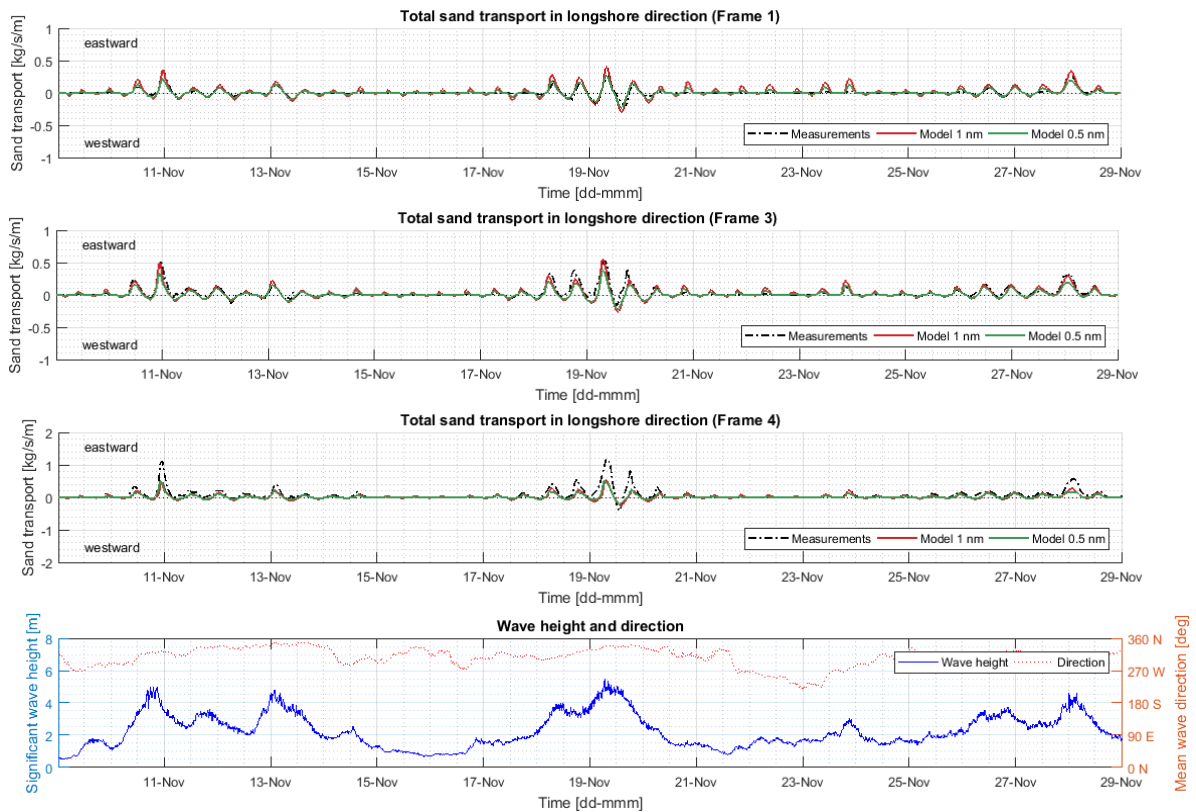 Total sand transport in longshore direction (Frame 1)
Sand transport [kg/s/m]
1
0.5
0
-0.5
-1
eastward
westward
Measurements Model 1 nm Model 0.5 nm
11-Nov 13-Nov 15-Nov 17-Nov 19-Nov 21-Nov 23-Nov 25-Nov 27-Nov 29-Nov
Time [dd-mmm]
Total sand transport in longshore direction (Frame 3)
Sand transport [kg/s/m]
1
0.5
0
-0.5
-1
eastward
westward
Measurements Model 1 nm Model 0.5 nm
11-Nov 13-Nov 15-Nov 17-Nov 19-Nov 21-Nov 23-Nov 25-Nov 27-Nov 29-Nov
Time [dd-mmm]
Total sand transport in longshore direction (Frame 4)
Sand transport [kg/s/m]
2
1
0
-1
-2
eastward
westward
Measurements Model 1 nm Model 0.5 nm
11-Nov 13-Nov 15-Nov 17-Nov 19-Nov 21-Nov 23-Nov 25-Nov 27-Nov 29-Nov
Time [dd-mmm]
Wave height and direction
Significant wave height [m]
8
6
4
2
0
Wave height Direction
360 N
270 W
180 S
90 E
0 N
Mean wave direction [deg]
11-Nov 13-Nov 15-Nov 17-Nov 19-Nov 21-Nov 23-Nov 25-Nov 27-Nov 29-Nov
Time [dd-mmm]